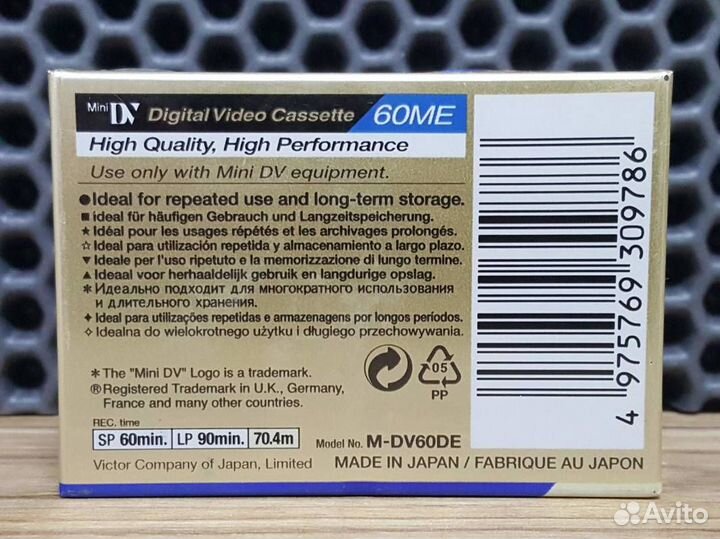 Mini DV Digital Video Cassette 60ME
High Quality, High Performance
Use only with Mini DV equipment.
●Ideal for repeated use and long-term storage.
■ideal für häufigen Gebrauch und Langzeitspeicherung.
★Idéal pour les usages répétés et les archivages prolongés.
☆Ideal para utilización repetida y almacenamiento a largo plazo.
▼Ideale per l'uso ripetuto e la memorizzazione di lungo termine.
▲Ideaal voor herhaaldelijk gebruik en langdurige opslag.
✱Идеально подходит для многократного использования
и длительного хранения.
✦Ideal para utilizações repetidas e armazenagens por longos períodos.
✧Idealna do wielokrotnego użytku i długiego przechowywania.
✱The "Mini DV" Logo is a trademark.
®Registered Trademark in U.K., Germany,
France and many other countries.
05
PP
REC. time
SP 60min. LP 90min. 70.4m
Model No. M-DV60DE
Victor Company of Japan, Limited
MADE IN JAPAN / FABRIQUE AU JAPON
4 975769 309786
Avito